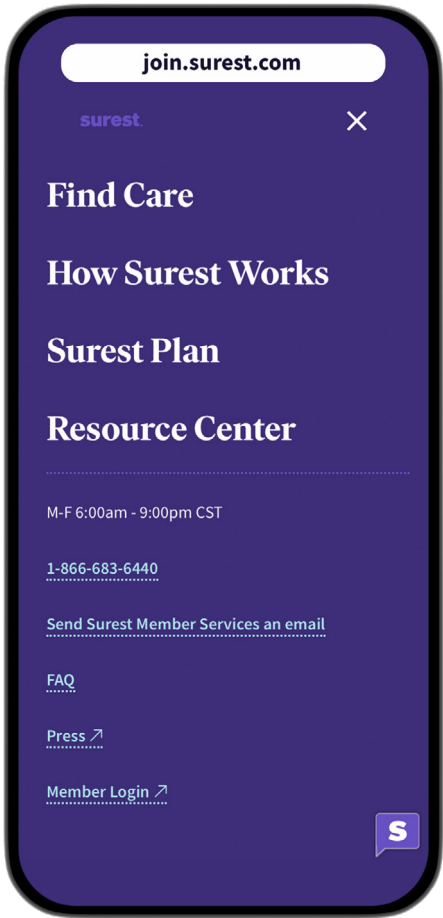 join.surest.com
surest.
Find Care
How Surest Works
Surest Plan
Resource Center
M-F 6:00am - 9:00pm CST
1-866-683-6440
Send Surest Member Services an email
FAQ
Press ↗
Member Login ↗
S